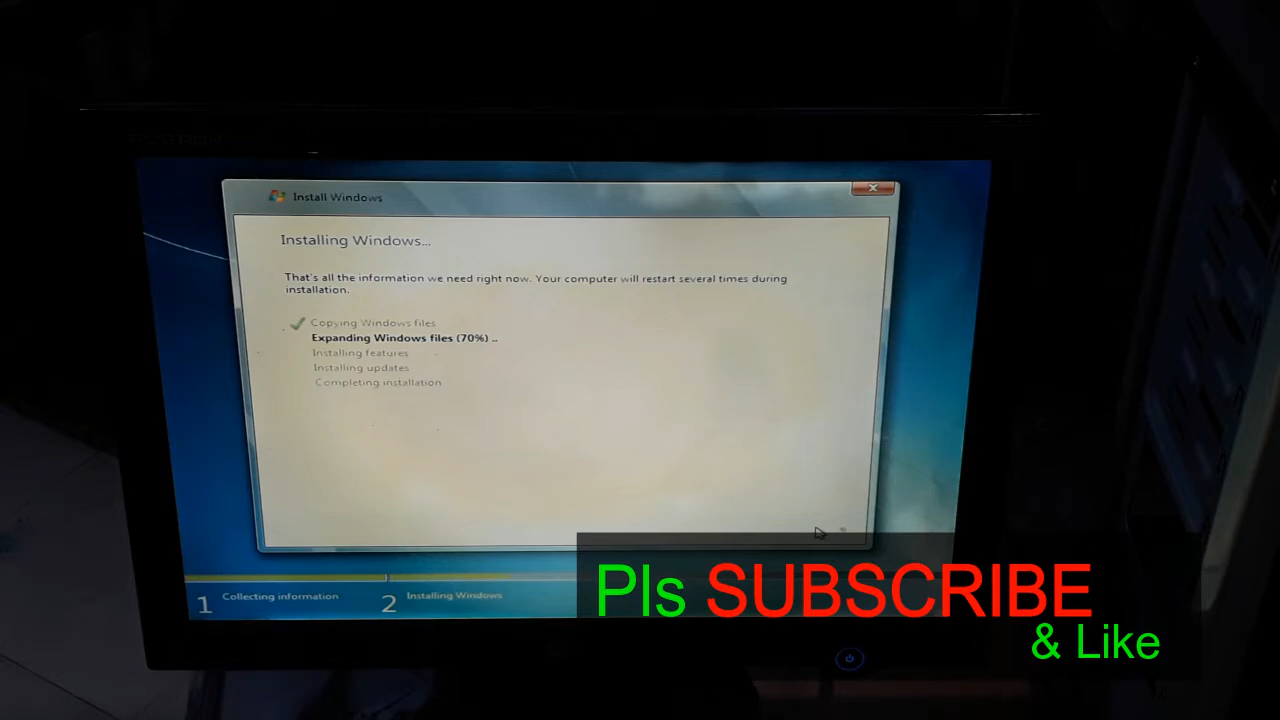 Install Windows
Installing Windows...
That's all the information we need right now. Your computer will restart several times during
installation.
Copying Windows files
Expanding Windows files (70%) ..
Installing features
Installing updates
Completing installation
1 Collecting information
2 Installing Windows
Pls SUBSCRIBE
& Like